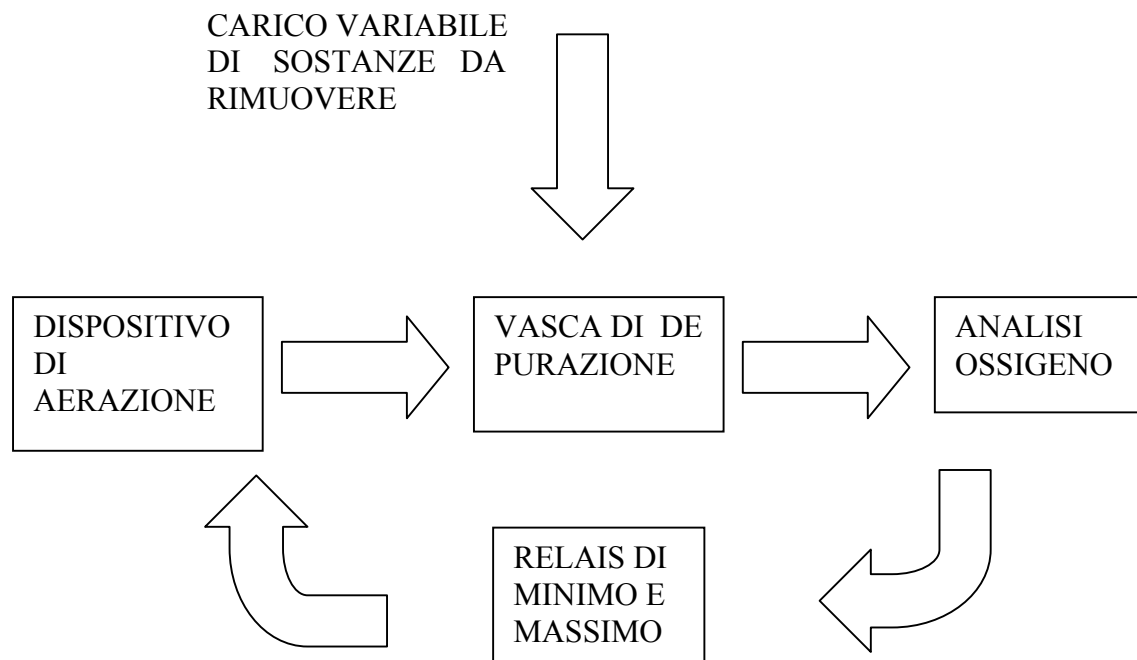 CARICO VARIABILE
DI SOSTANZE DA
RIMUOVERE
DISPOSITIVO
DI
AERAZIONE
VASCA DI DE
PURAZIONE
ANALISI
OSSIGENO
RELAIS DI
MINIMO E
MASSIMO